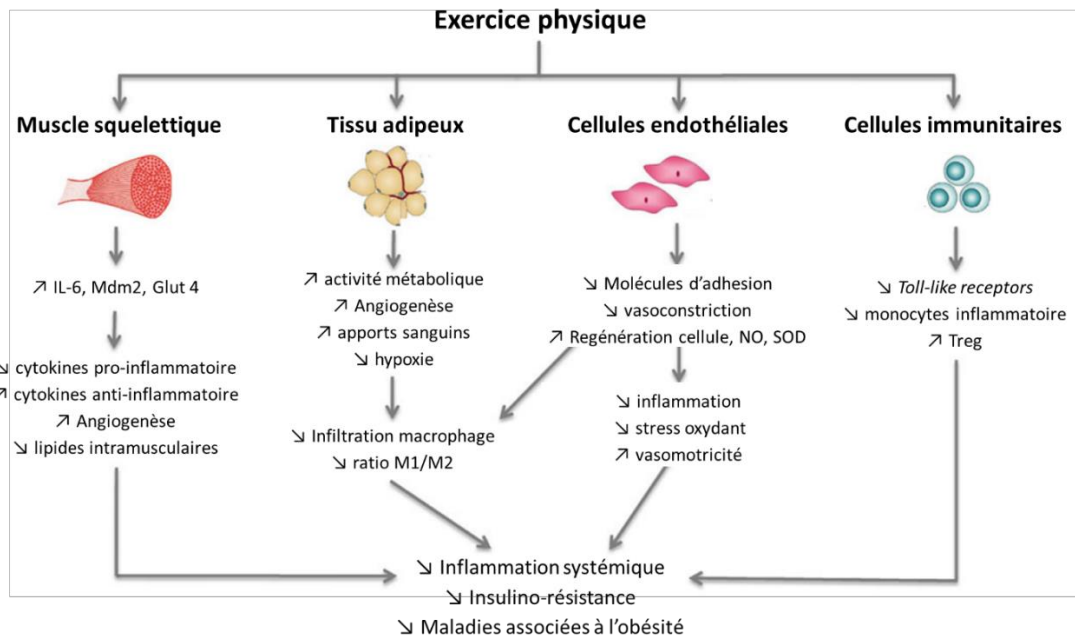 Exercice physique
Muscle squelettique
Tissu adipeux
Cellules endothéliales
Cellules immunitaires
↗ IL-6, Mdm2, Glut 4
↘ cytokines pro-inflammatoire
↗ cytokines anti-inflammatoire
↗ Angiogenèse
↘ lipides intramusculaires
↗ activité métabolique
↗ Angiogenèse
↗ apports sanguins
↘ hypoxie
↘ Infiltration macrophage
↘ ratio M1/M2
↘ Molécules d’adhesion
↘ vasoconstriction
↗ Regénération cellule, NO, SOD
↘ inflammation
↘ stress oxydant
↗ vasomotricité
↘ Toll-like receptors
↘ monocytes inflammatoire
↗ Treg
↘ Inflammation systémique
↘ Insulino-résistance
↘ Maladies associées à l’obésité